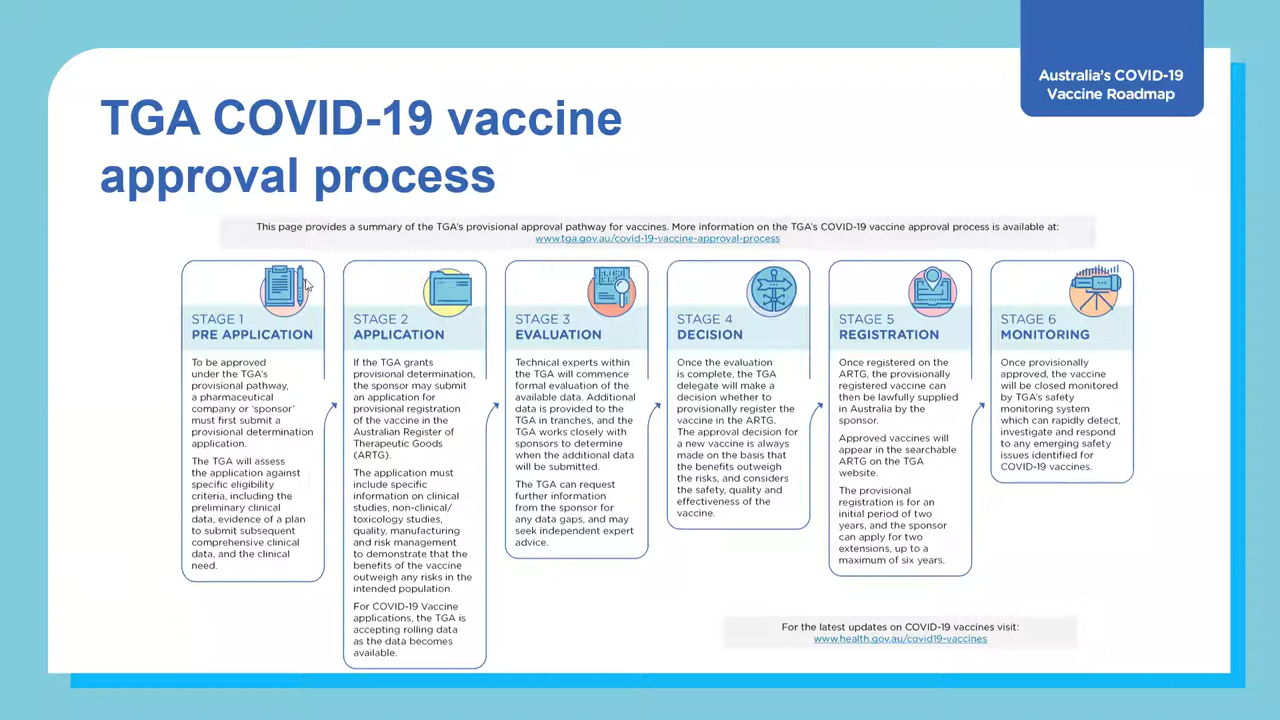 Australia's COVID-19
Vaccine Roadmap
TGA COVID-19 vaccine
approval process
This page provides a summary of the TGA's provisional approval pathway for vaccines. More information on the TGA's COVID-19 vaccine approval process is available at:
www.tga.gov.au/covid-19-vaccine-approval-process
STAGE 1
PRE APPLICATION
To be approved
under the TGA's
provisional pathway,
a pharmaceutical
company or 'sponsor'
must first submit a
provisional determination
application.
The TGA will assess
the application against
specific eligibility
criteria, including the
preliminary clinical
data, evidence of a plan
to submit subsequent
comprehensive clinical
data, and the clinical
need.
STAGE 2
APPLICATION
If the TGA grants
provisional determination,
the sponsor may submit
an application for
provisional registration
of the vaccine in the
Australian Register of
Therapeutic Goods
(ARTG).
The application must
include specific
information on clinical
studies, non-clinical/
toxicology studies,
quality, manufacturing
and risk management
to demonstrate that the
benefits of the vaccine
outweigh any risks in the
intended population.
For COVID-19 Vaccine
applications, the TGA is
accepting rolling data
as the data becomes
available.
STAGE 3
EVALUATION
Technical experts within
the TGA will commence
formal evaluation of the
available data. Additional
data is provided to the
TGA in tranches, and the
TGA works closely with
sponsors to determine
when the additional data
will be submitted.
The TGA can request
further information
from the sponsor for
any data gaps, and may
seek independent expert
advice.
STAGE 4
DECISION
Once the evaluation
is complete, the TGA
delegate will make a
decision whether to
provisionally register the
vaccine in the ARTG.
The approval decision for
a new vaccine is always
made on the basis that
the benefits outweigh
the risks, and considers
the safety, quality and
effectiveness of the
vaccine.
STAGE 5
REGISTRATION
Once registered on the
ARTG, the provisionally
registered vaccine can
then be lawfully supplied
in Australia by the
sponsor.
Approved vaccines will
appear in the searchable
ARTG on the TGA
website.
The provisional
registration is for an
initial period of two
years, and the sponsor
can apply for two
extensions, up to a
maximum of six years.
STAGE 6
MONITORING
Once provisionally
approved, the vaccine
will be closed monitored
by TGA's safety
monitoring system
which can rapidly detect,
investigate and respond
to any emerging safety
issues identified for
COVID-19 vaccines.
For the latest updates on COVID-19 vaccines visit:
www.health.gov.au/covid19-vaccines